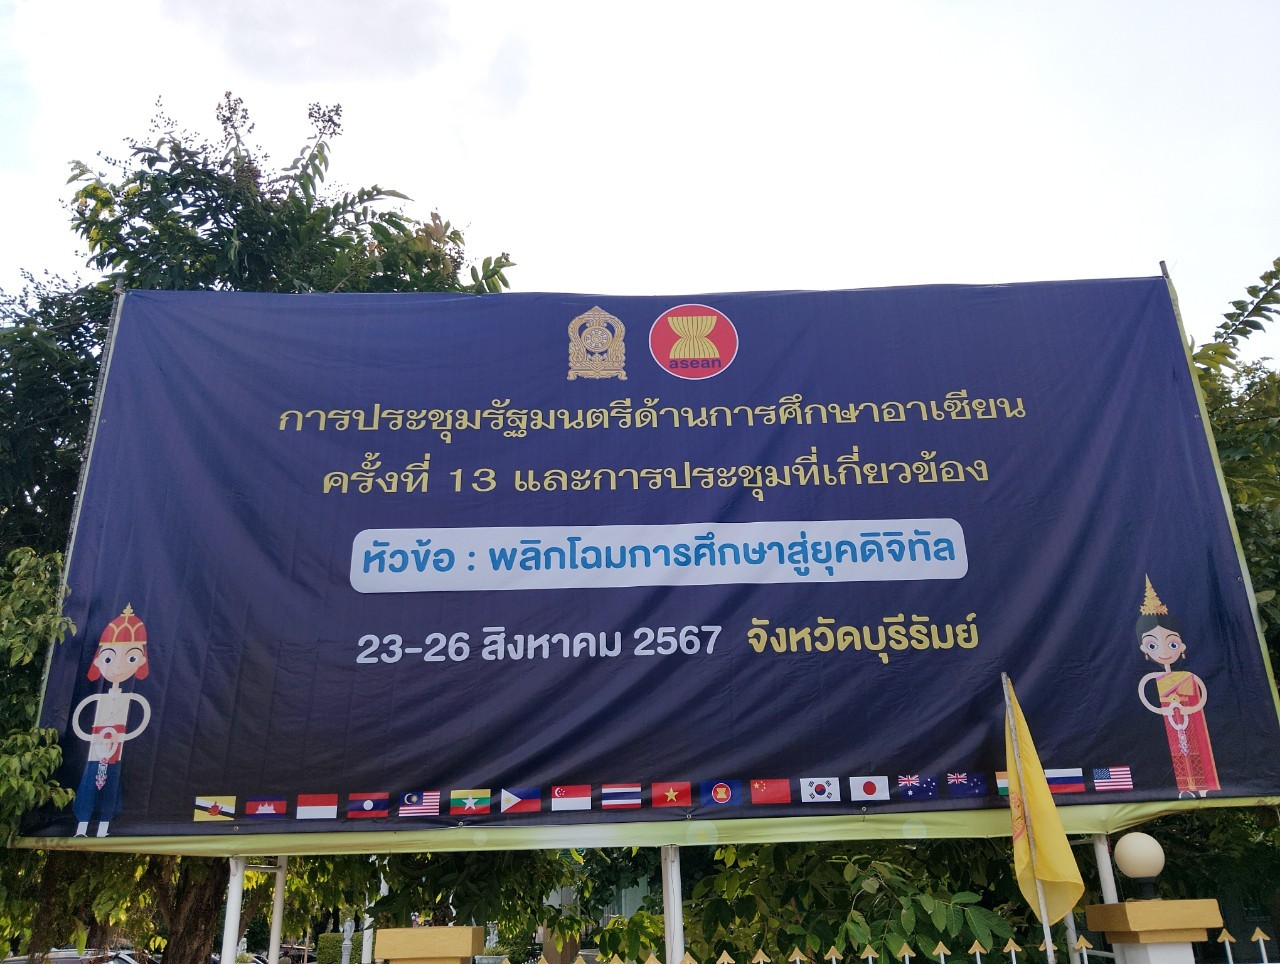 asean
การประชุมรัฐมนตรีด้านการศึกษาอาเซียน
ครั้งที่ 13 และการประชุมที่เกี่ยวข้อง
หัวข้อ : พลิกโฉมการศึกษาสู่ยุคดิจิทัล
23-26 สิงหาคม 2567 จังหวัดบุรีรัมย์